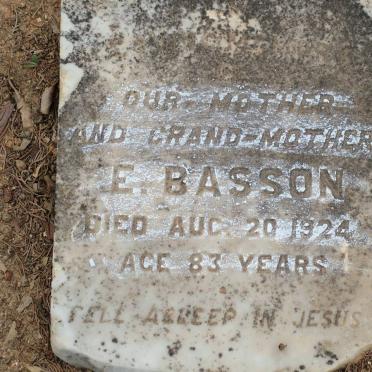 OUR MOTHER
AND GRAND-MOTHER
E. BASSON
DIED AUG. 20 1924
AGE 83 YEARS
FELL ASLEEP IN JESUS